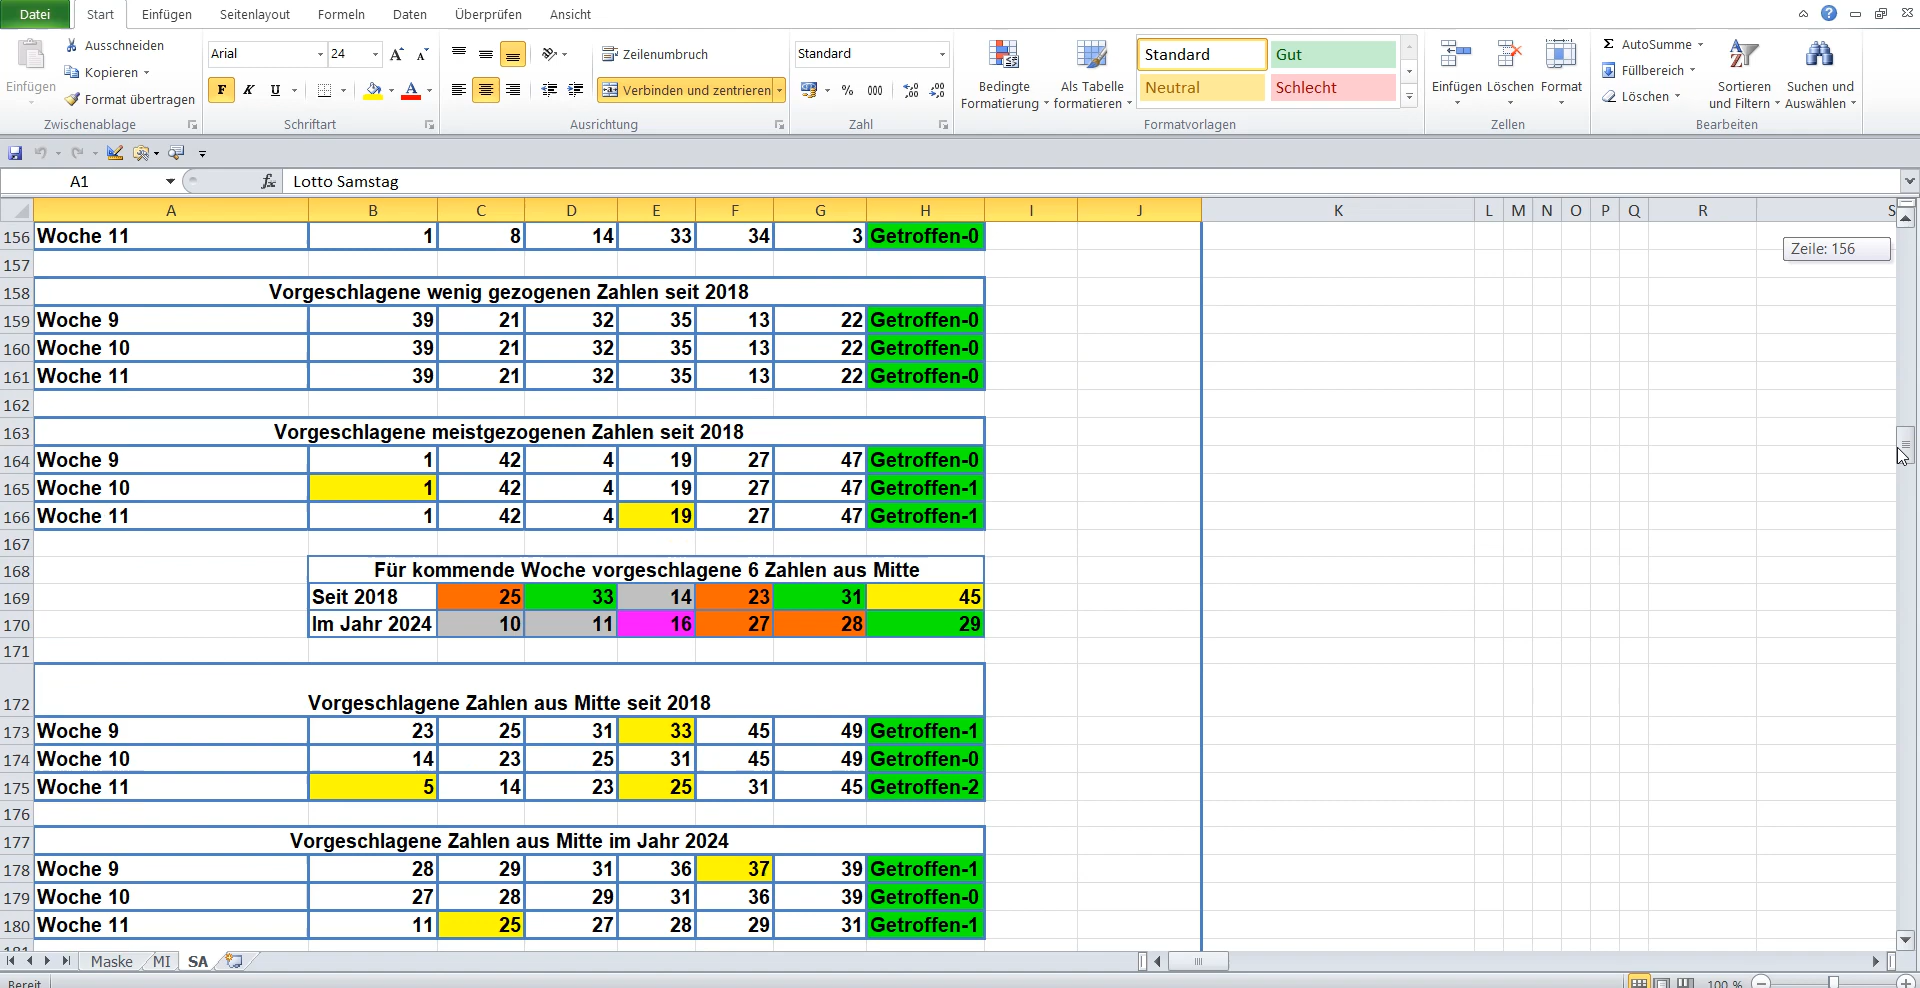 Datei Start Einfügen Seitenlayout Formeln Daten Überprüfen Ansicht
Einfügen
Ausschneiden
Kopieren
Format übertragen
Zwischenablage
Arial 24
F K U A
Schriftart
Zeilenumbruch
Verbinden und zentrieren
Ausrichtung
Standard
% 000
Zahl
Bedingte Formatierung
Als Tabelle formatieren
Standard Gut
Neutral Schlecht
Formatvorlagen
Einfügen Löschen Format
Zellen
Σ AutoSumme
Füllbereich
Löschen
Sortieren und Filtern
Suchen und Auswählen
Bearbeiten
A1 fx Lotto Samstag
A B C D E F G H I J K L M N O P Q R S
156 Woche 11 1 8 14 33 34 3 Getroffen-0
Zeile: 156
157
158 Vorgeschlagene wenig gezogenen Zahlen seit 2018
159 Woche 9 39 21 32 35 13 22 Getroffen-0
160 Woche 10 39 21 32 35 13 22 Getroffen-0
161 Woche 11 39 21 32 35 13 22 Getroffen-0
162
163 Vorgeschlagene meistgezogenen Zahlen seit 2018
164 Woche 9 1 42 4 19 27 47 Getroffen-0
165 Woche 10 1 42 4 19 27 47 Getroffen-1
166 Woche 11 1 42 4 19 27 47 Getroffen-1
167
168 Für kommende Woche vorgeschlagene 6 Zahlen aus Mitte
169 Seit 2018 25 33 14 23 31 45
170 Im Jahr 2024 10 11 16 27 28 29
171
172 Vorgeschlagene Zahlen aus Mitte seit 2018
173 Woche 9 23 25 31 33 45 49 Getroffen-1
174 Woche 10 14 23 25 31 45 49 Getroffen-0
175 Woche 11 5 14 23 25 31 45 Getroffen-2
176
177 Vorgeschlagene Zahlen aus Mitte im Jahr 2024
178 Woche 9 28 29 31 36 37 39 Getroffen-1
179 Woche 10 27 28 29 31 36 39 Getroffen-0
180 Woche 11 11 25 27 28 29 31 Getroffen-1
181
Maske MI SA
Bereit 100 %